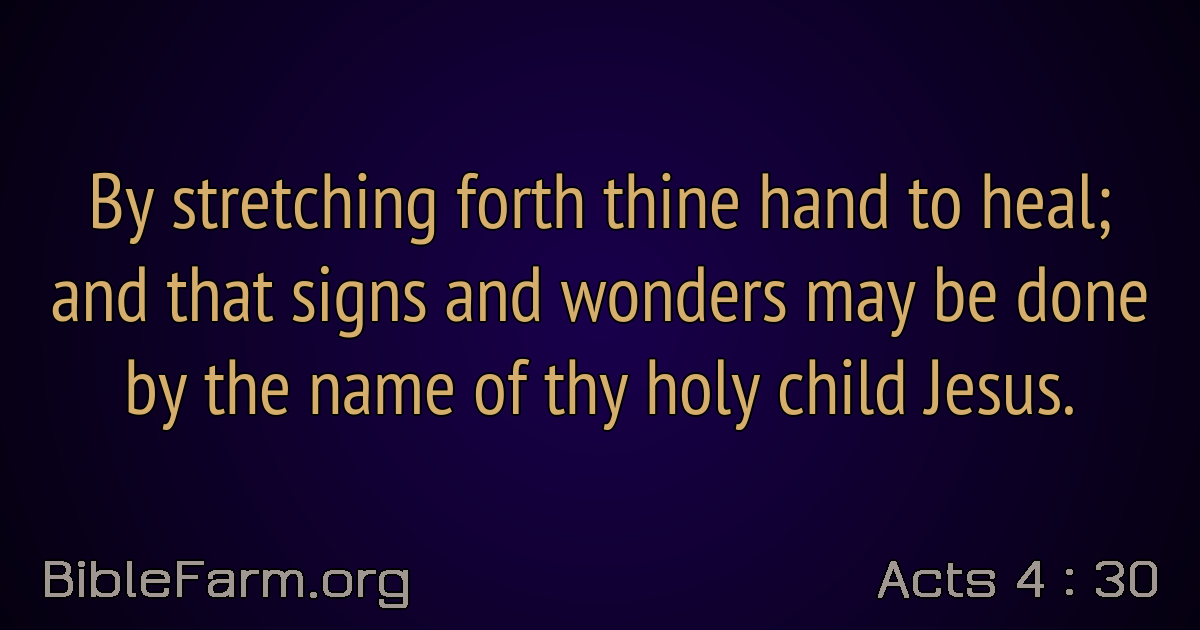 By stretching forth thine hand to heal;
and that signs and wonders may be done
by the name of thy holy child Jesus.
BibleFarm.org
Acts 4 : 30